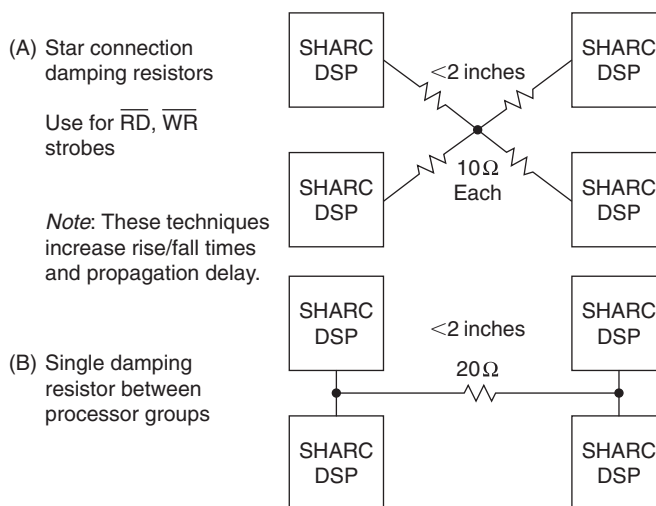 (A) Star connection
damping resistors
Use for R̅D̅, W̅R̅
strobes
Note: These techniques
increase rise/fall times
and propagation delay.
SHARC
DSP
<2 inches
SHARC
DSP
SHARC
DSP
10Ω
Each
SHARC
DSP
(B) Single damping
resistor between
processor groups
SHARC
DSP
<2 inches
SHARC
DSP
20Ω
SHARC
DSP
SHARC
DSP